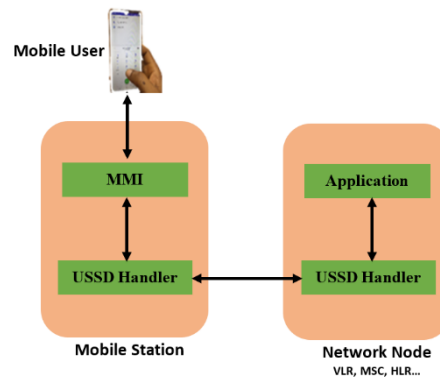 Mobile User
MMI
Application
USSD Handler
USSD Handler
Mobile Station
Network Node
VLR, MSC, HLR...